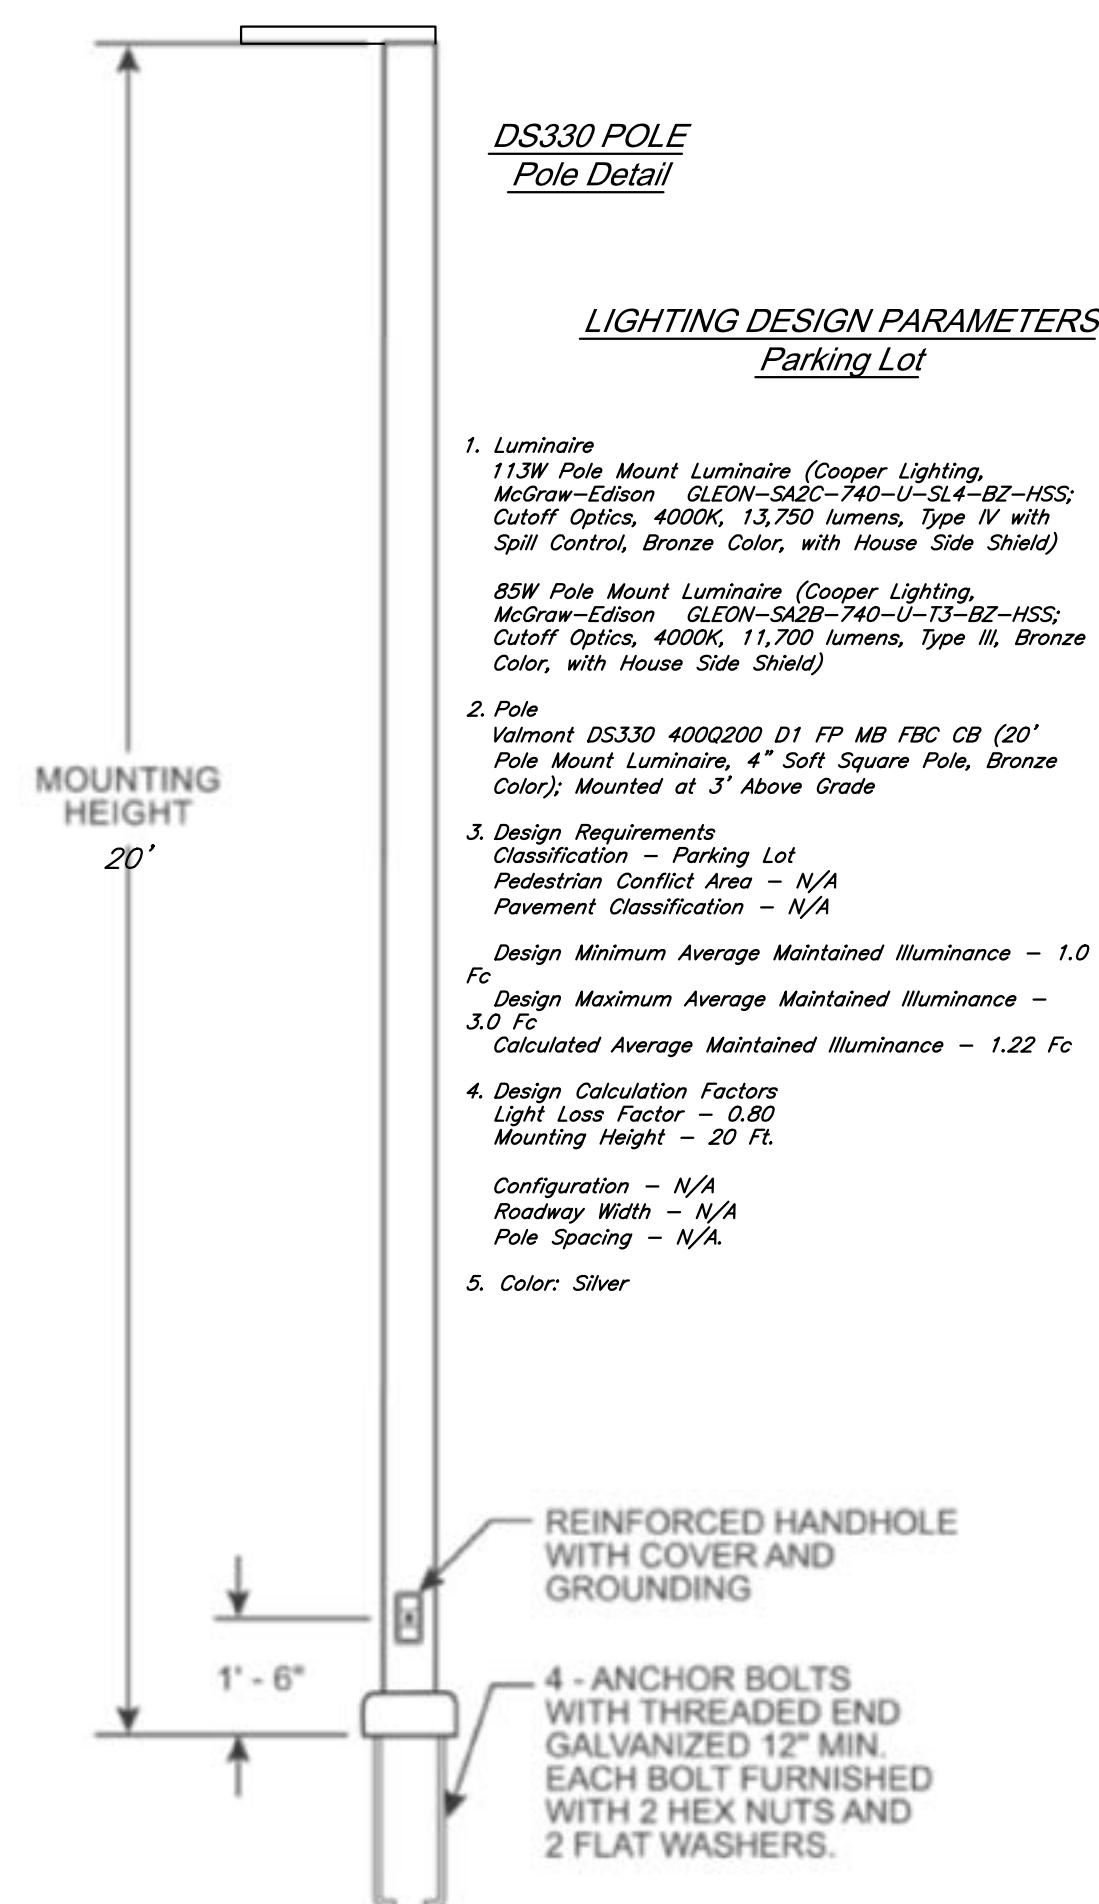 DS330 POLE
Pole Detail
LIGHTING DESIGN PARAMETERS
Parking Lot
1. Luminaire
113W Pole Mount Luminaire (Cooper Lighting,
McGraw-Edison GLEON-SA2C-740-U-SL4-BZ-HSS;
Cutoff Optics, 4000K, 13,750 lumens, Type IV with
Spill Control, Bronze Color, with House Side Shield)
85W Pole Mount Luminaire (Cooper Lighting,
McGraw-Edison GLEON-SA2B-740-U-T3-BZ-HSS;
Cutoff Optics, 4000K, 11,700 lumens, Type III, Bronze
Color, with House Side Shield)
2. Pole
Valmont DS330 400Q200 D1 FP MB FBC CB (20'
Pole Mount Luminaire, 4" Soft Square Pole, Bronze
Color); Mounted at 3' Above Grade
MOUNTING
HEIGHT
20'
3. Design Requirements
Classification - Parking Lot
Pedestrian Conflict Area - N/A
Pavement Classification - N/A
Design Minimum Average Maintained Illuminance - 1.0
Fc
Design Maximum Average Maintained Illuminance -
3.0 Fc
Calculated Average Maintained Illuminance - 1.22 Fc
4. Design Calculation Factors
Light Loss Factor - 0.80
Mounting Height - 20 Ft.
Configuration - N/A
Roadway Width - N/A
Pole Spacing - N/A.
5. Color: Silver
REINFORCED HANDHOLE
WITH COVER AND
GROUNDING
1' - 6"
4 - ANCHOR BOLTS
WITH THREADED END
GALVANIZED 12" MIN.
EACH BOLT FURNISHED
WITH 2 HEX NUTS AND
2 FLAT WASHERS.